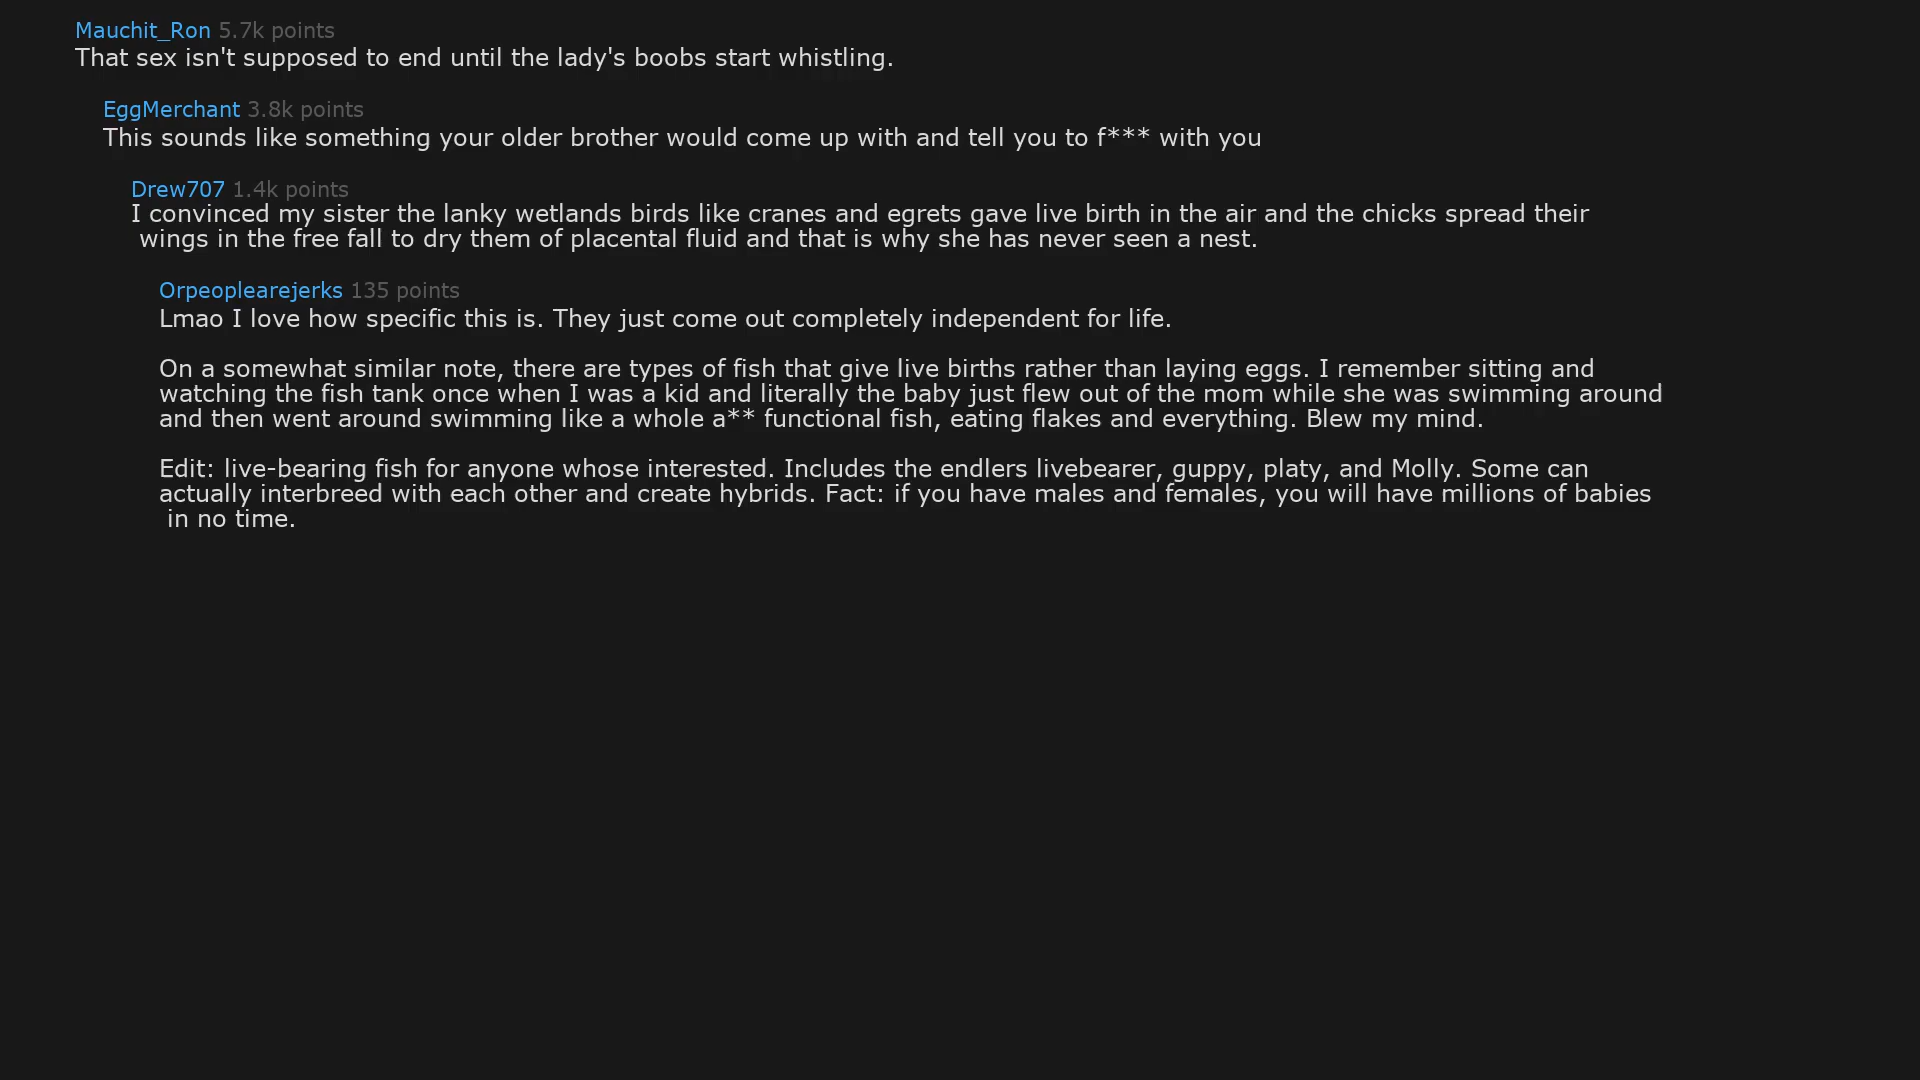 Mauchit_Ron 5.7k points
That sex isn't supposed to end until the lady's boobs start whistling.
EggMerchant 3.8k points
This sounds like something your older brother would come up with and tell you to f*** with you
Drew707 1.4k points
I convinced my sister the lanky wetlands birds like cranes and egrets gave live birth in the air and the chicks spread their
wings in the free fall to dry them of placental fluid and that is why she has never seen a nest.
Orpeoplearejerks 135 points
Lmao I love how specific this is. They just come out completely independent for life.
On a somewhat similar note, there are types of fish that give live births rather than laying eggs. I remember sitting and
watching the fish tank once when I was a kid and literally the baby just flew out of the mom while she was swimming around
and then went around swimming like a whole a** functional fish, eating flakes and everything. Blew my mind.
Edit: live-bearing fish for anyone whose interested. Includes the endlers livebearer, guppy, platy, and Molly. Some can
actually interbreed with each other and create hybrids. Fact: if you have males and females, you will have millions of babies
in no time.